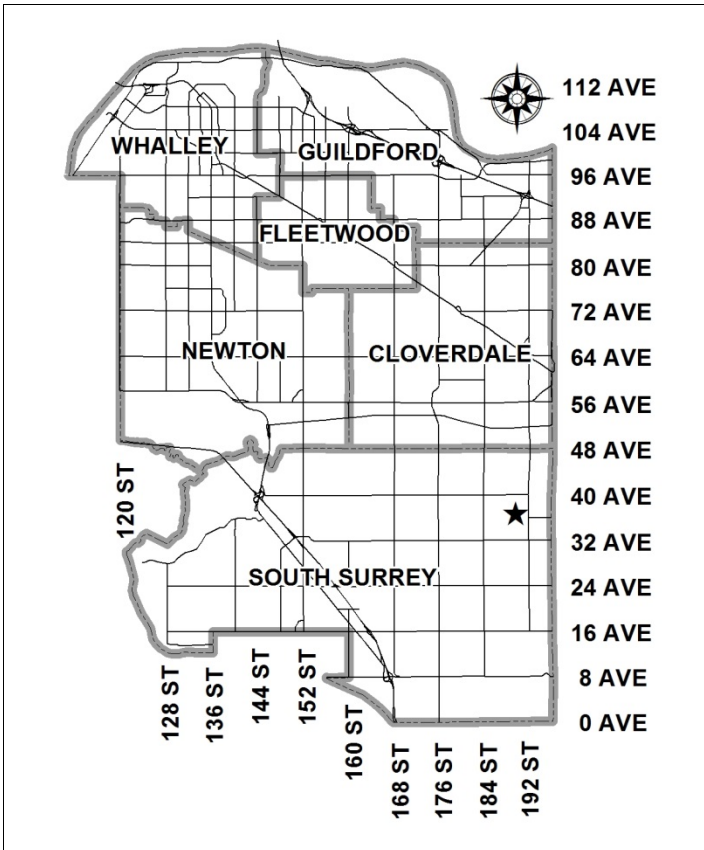 112 AVE
104 AVE
WHALLEY
GUILDFORD
96 AVE
88 AVE
FLEETWOOD
80 AVE
72 AVE
NEWTON
CLOVERDALE
64 AVE
56 AVE
48 AVE
120 ST
40 AVE
32 AVE
SOUTH SURREY
24 AVE
16 AVE
8 AVE
0 AVE
128 ST
136 ST
144 ST
152 ST
160 ST
168 ST
176 ST
184 ST
192 ST